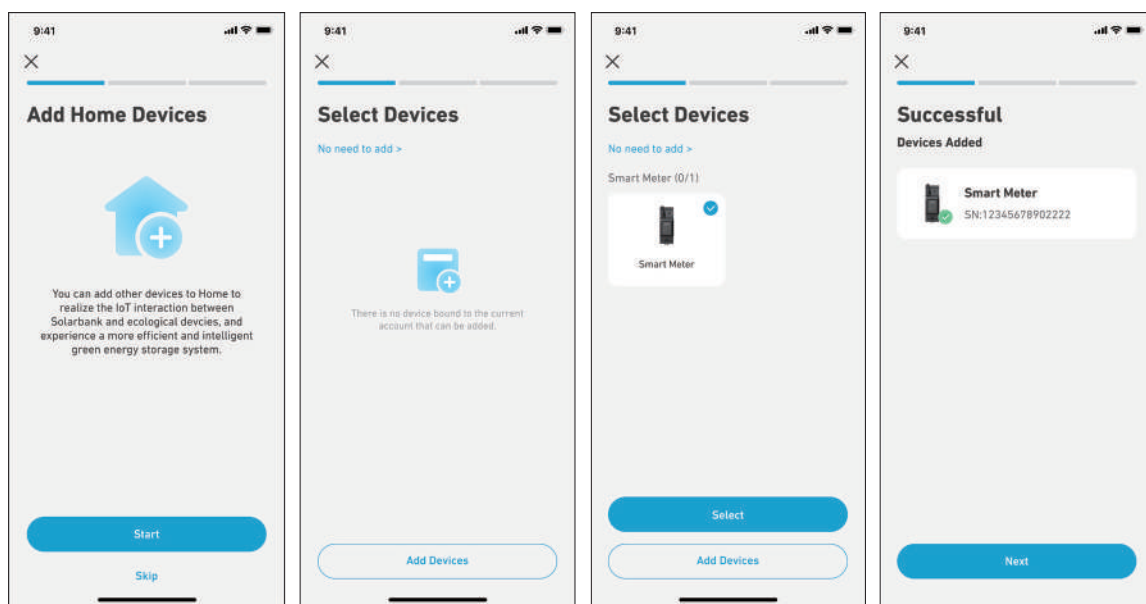 9:41
Add Home Devices
You can add other devices to Home to
realize the IoT interaction between
Solarbank and ecological devcies, and
experience a more efficient and intelligent
green energy storage system.
Start
Skip
9:41
Select Devices
No need to add >
There is no device bound to the current
account that can be added.
Add Devices
9:41
Select Devices
No need to add >
Smart Meter (0/1)
Smart Meter
Select
Add Devices
9:41
Successful
Devices Added
Smart Meter
SN:12345678902222
Next